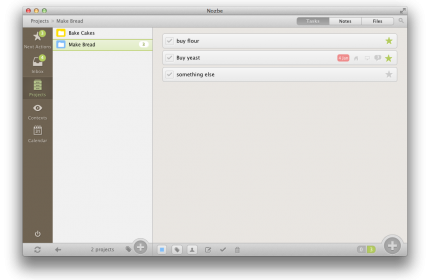 Nozbe
Projects > Make Bread
Tasks
Notes
Files
Next Actions
Inbox
Projects
Contexts
Calendar
Bake Cakes
Make Bread
3
buy flour
Buy yeast
something else
2 projects